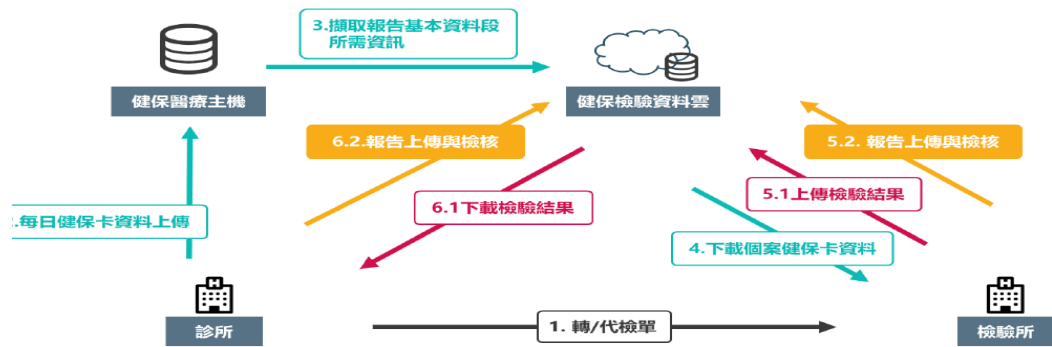 3.擷取報告基本資料段
所需資訊
健保醫療主機
健保檢驗資料雲
6.2.報告上傳與檢核
5.2. 報告上傳與檢核
6.1下載檢驗結果
5.1上傳檢驗結果
.每日健保卡資料上傳
4.下載個案健保卡資料
診所
1. 轉/代檢單
檢驗所